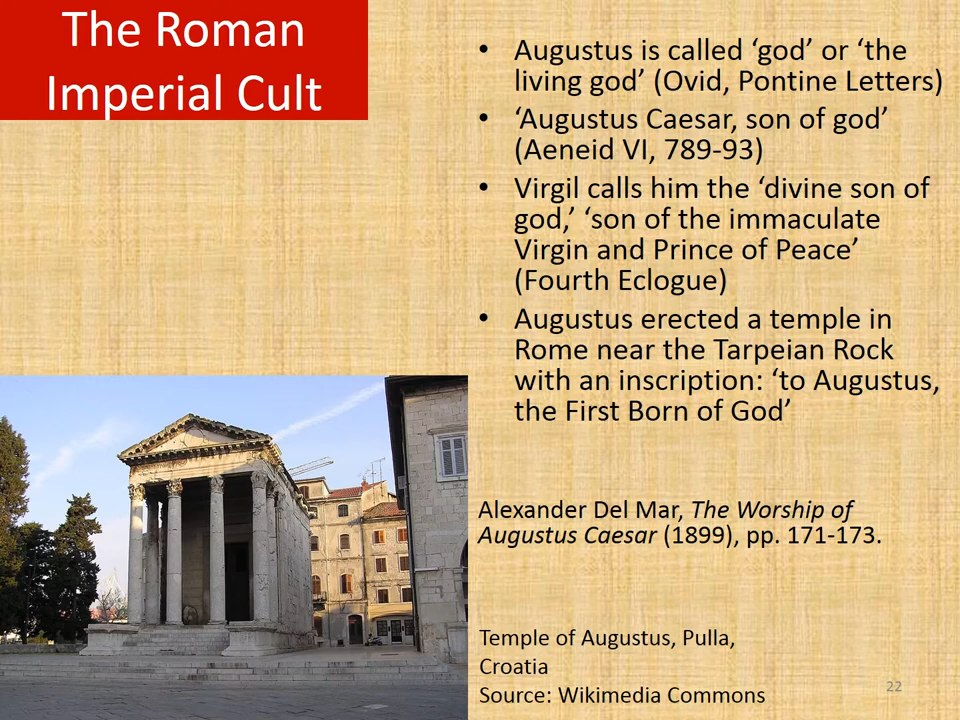 The Roman
Imperial Cult
• Augustus is called ‘god’ or ‘the
living god’ (Ovid, Pontine Letters)
• ‘Augustus Caesar, son of god’
(Aeneid VI, 789-93)
• Virgil calls him the ‘divine son of
god,’ ‘son of the immaculate
Virgin and Prince of Peace’
(Fourth Eclogue)
• Augustus erected a temple in
Rome near the Tarpeian Rock
with an inscription: ‘to Augustus,
the First Born of God’
Alexander Del Mar, The Worship of
Augustus Caesar (1899), pp. 171-173.
Temple of Augustus, Pulla,
Croatia
Source: Wikimedia Commons
22